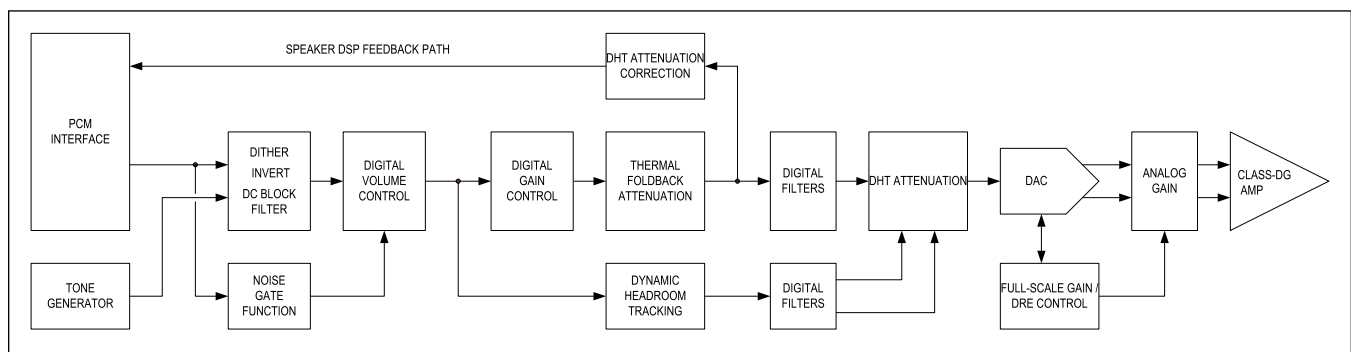 SPEAKER DSP FEEDBACK PATH
DHT ATTENUATION
CORRECTION
PCM
INTERFACE
DITHER
INVERT
DC BLOCK
FILTER
DIGITAL
VOLUME
CONTROL
DIGITAL
GAIN
CONTROL
THERMAL
FOLDBACK
ATTENUATION
DIGITAL
FILTERS
DHT ATTENUATION
DAC
ANALOG
GAIN
CLASS-DG
AMP
TONE
GENERATOR
NOISE
GATE
FUNCTION
DYNAMIC
HEADROOM
TRACKING
DIGITAL
FILTERS
FULL-SCALE GAIN /
DRE CONTROL